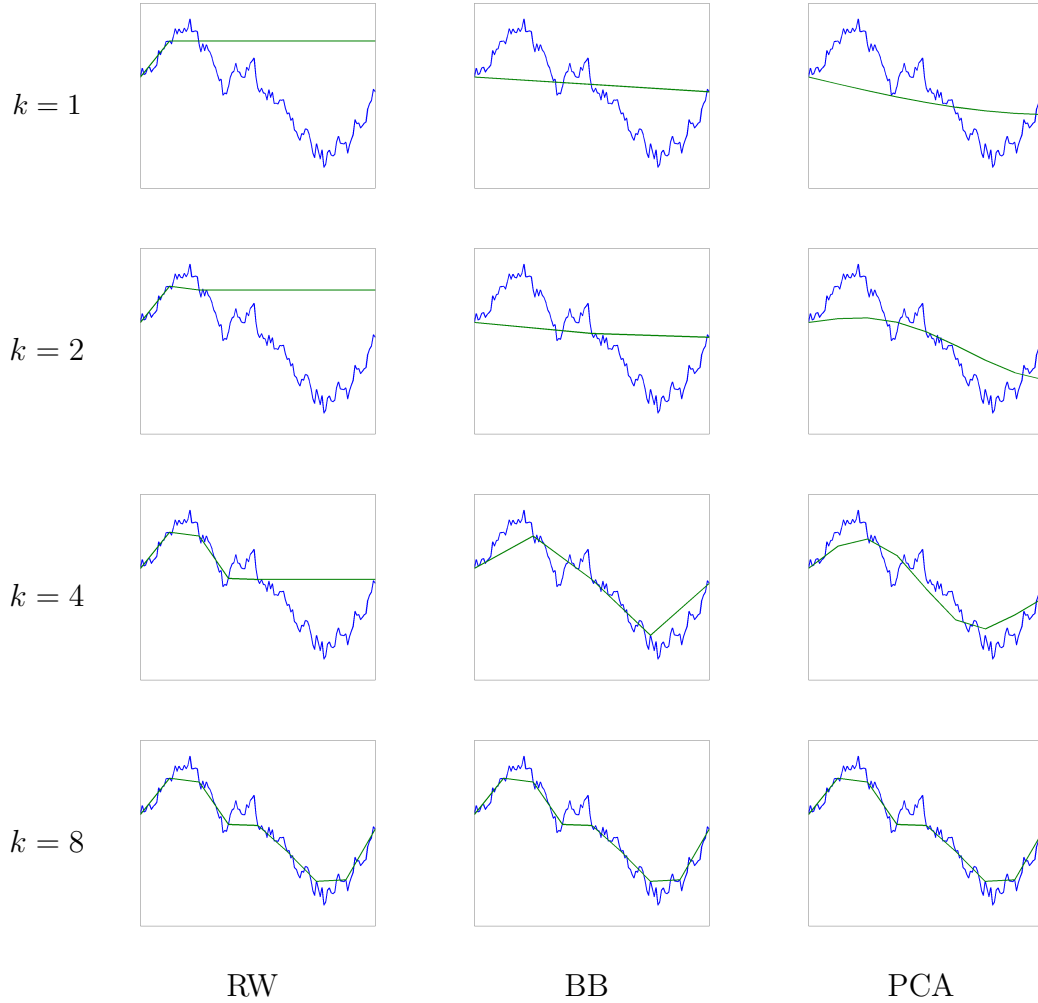 k = 1
k = 2
k = 4
k = 8
RW BB PCA